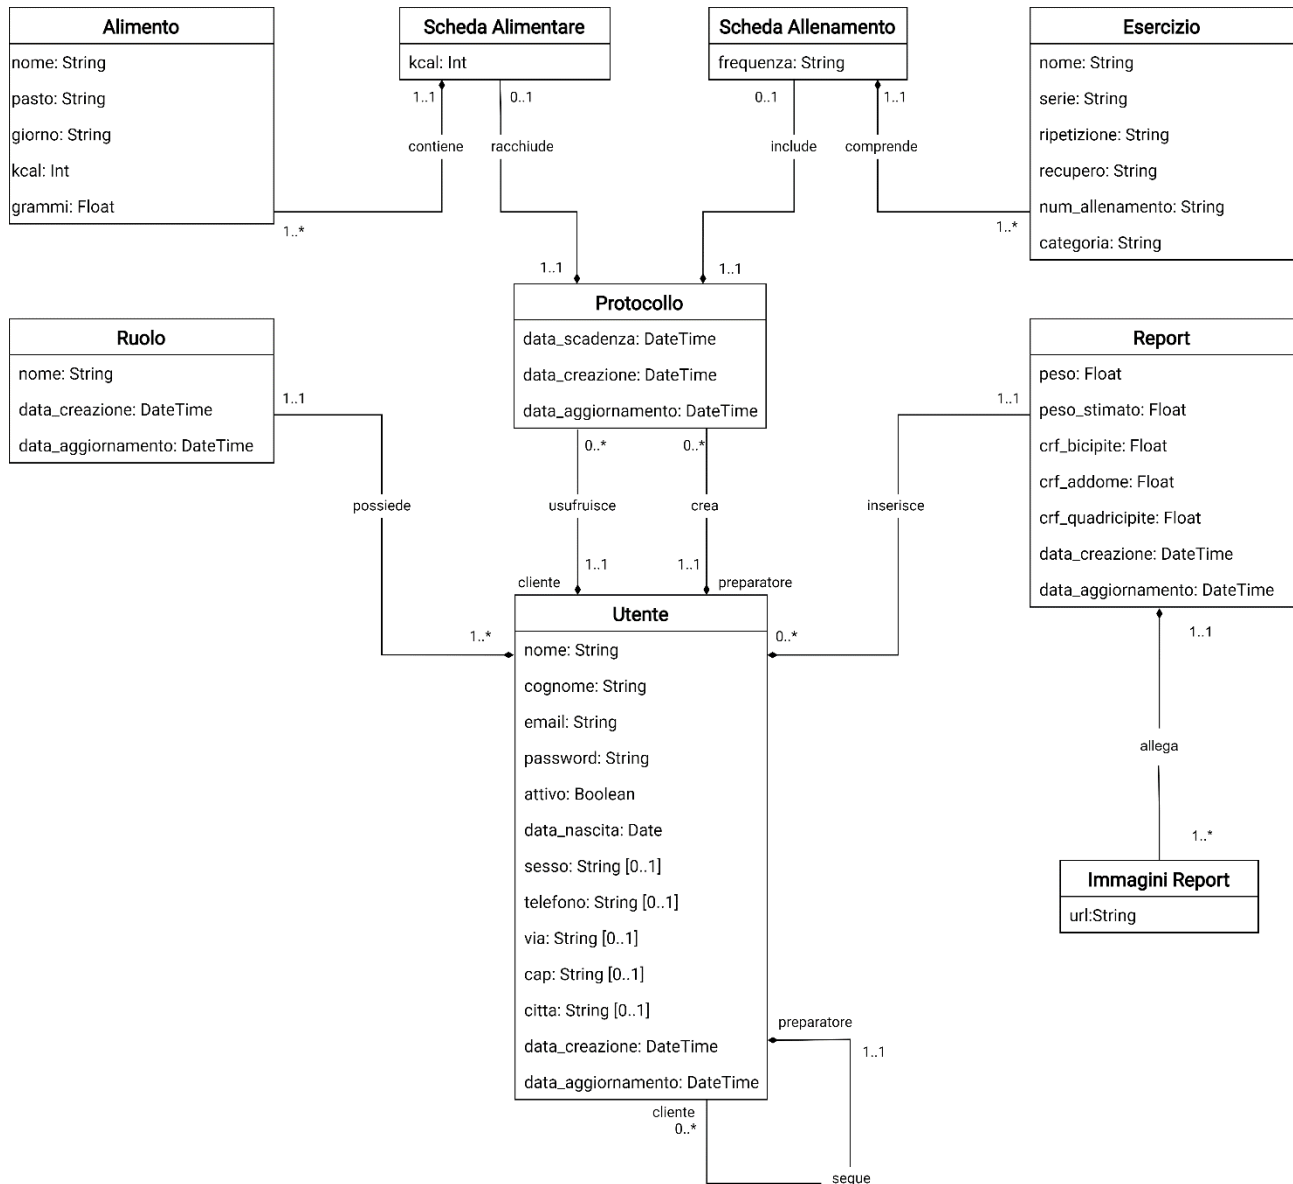 Alimento
nome: String
pasto: String
giorno: String
kcal: Int
grammi: Float
Scheda Alimentare
kcal: Int
Scheda Allenamento
frequenza: String
Esercizio
nome: String
serie: String
ripetizione: String
recupero: String
num_allenamento: String
categoria: String
1..1
0..1
0..1
1..1
contiene
racchiude
include
comprende
1..*
1..*
1..1
1..1
Protocollo
data_scadenza: DateTime
data_creazione: DateTime
data_aggiornamento: DateTime
Ruolo
nome: String
data_creazione: DateTime
data_aggiornamento: DateTime
Report
peso: Float
peso_stimato: Float
crf_bicipite: Float
crf_addome: Float
crf_quadricipite: Float
data_creazione: DateTime
data_aggiornamento: DateTime
1..1
1..1
0..*
0..*
possiede
usufruisce
crea
inserisce
1..1
1..1
cliente
preparatore
1..*
0..*
Utente
nome: String
cognome: String
email: String
password: String
attivo: Boolean
data_nascita: Date
sesso: String [0..1]
telefono: String [0..1]
via: String [0..1]
cap: String [0..1]
citta: String [0..1]
data_creazione: DateTime
data_aggiornamento: DateTime
1..1
allega
1..*
Immagini Report
url:String
preparatore
1..1
cliente
0..*
segue